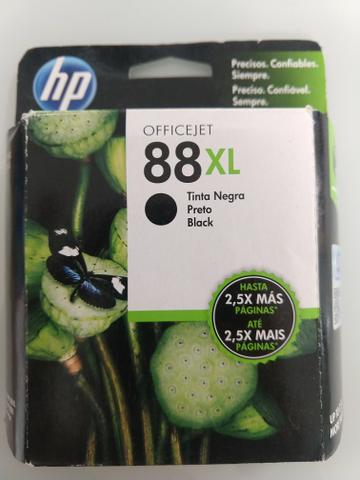 hp
Precisos. Confiables.
Siempre.
Preciso. Confiável.
Sempre.
OFFICEJET
88XL
Tinta Negra
Preto
Black
HASTA
2,5X MÁS
PÁGINAS*
ATÉ
2,5X MAIS
PÁGINAS*